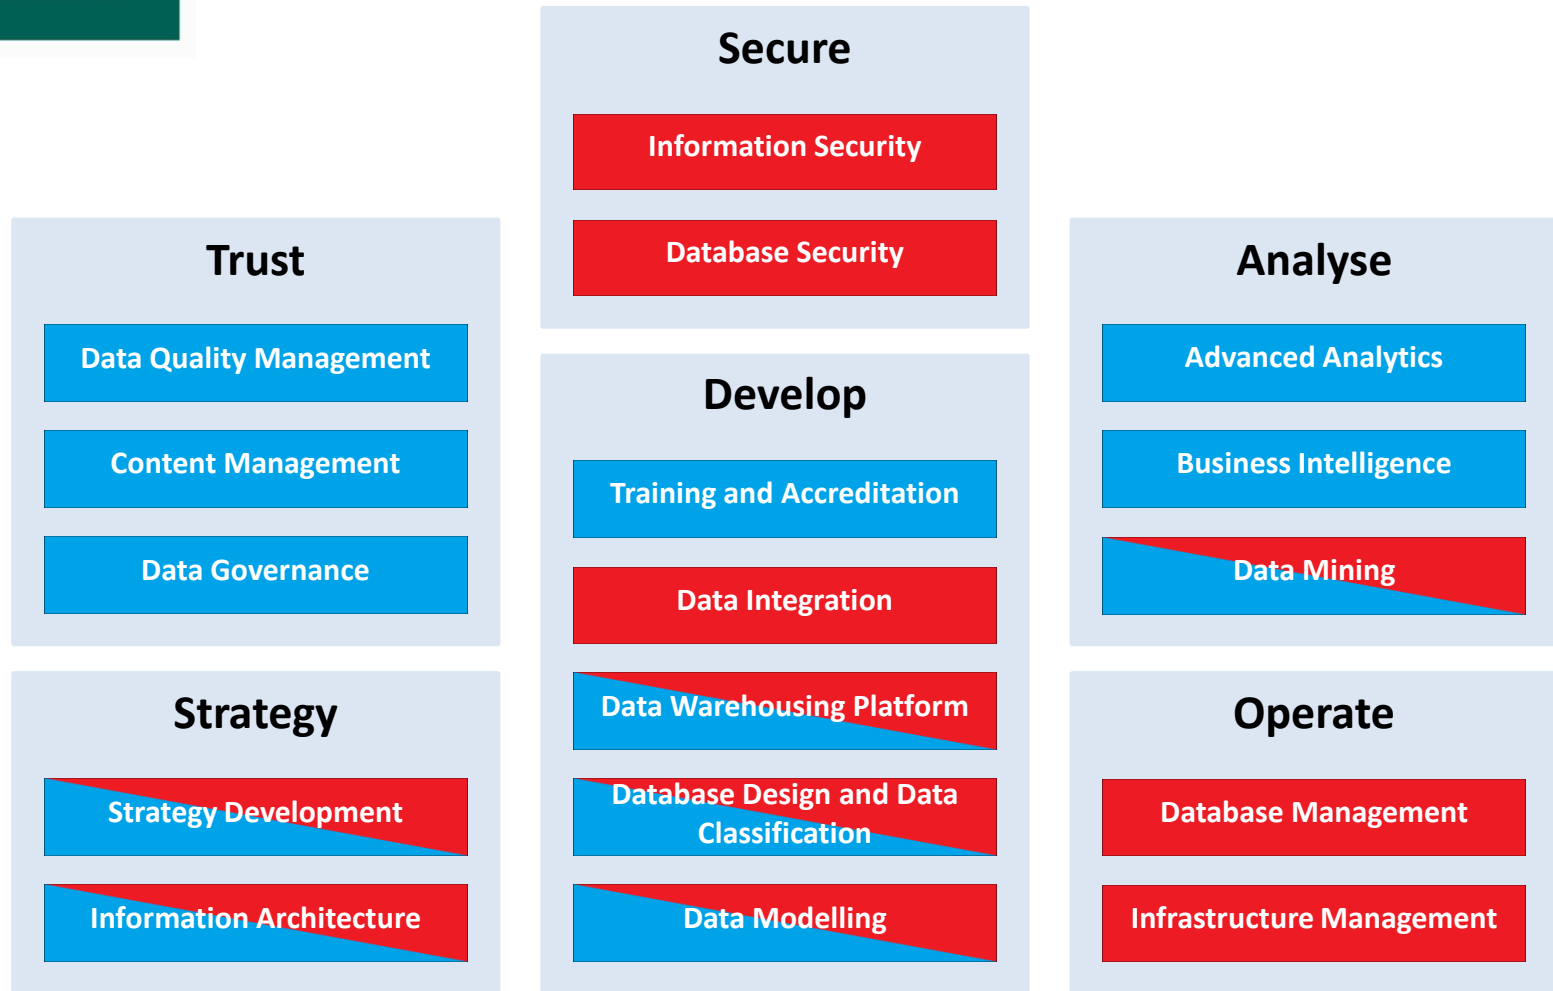 Secure
Information Security
Database Security
Trust
Data Quality Management
Content Management
Data Governance
Develop
Training and Accreditation
Data Integration
Data Warehousing Platform
Database Design and Data
Classification
Data Modelling
Analyse
Advanced Analytics
Business Intelligence
Data Mining
Strategy
Strategy Development
Information Architecture
Operate
Database Management
Infrastructure Management